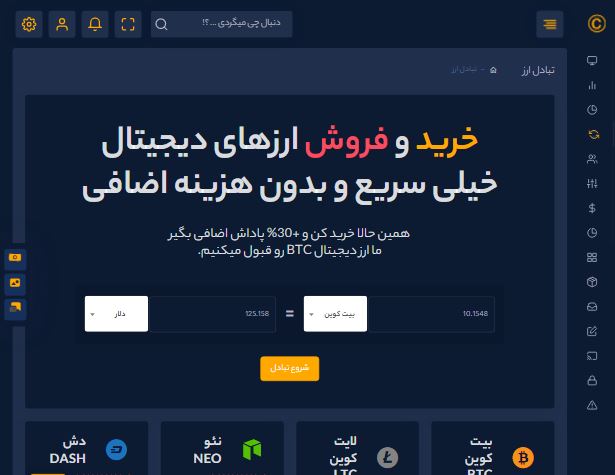 دنبال چی میگردی ...؟!
تبادل ارز
تبادل ارز
خرید و فروش ارزهای دیجیتال
خیلی سریع و بدون هزینه اضافی
همین حالا خرید کن و +30% پاداش اضافی بگیر
ما ارز دیجیتال BTC رو قبول میکنیم.
10.1548
بیت کوین
=
125.158
دلار
شروع تبادل
بیت
کوین
BTC
لایت
کوین
LTC
نئو
NEO
دش
DASH